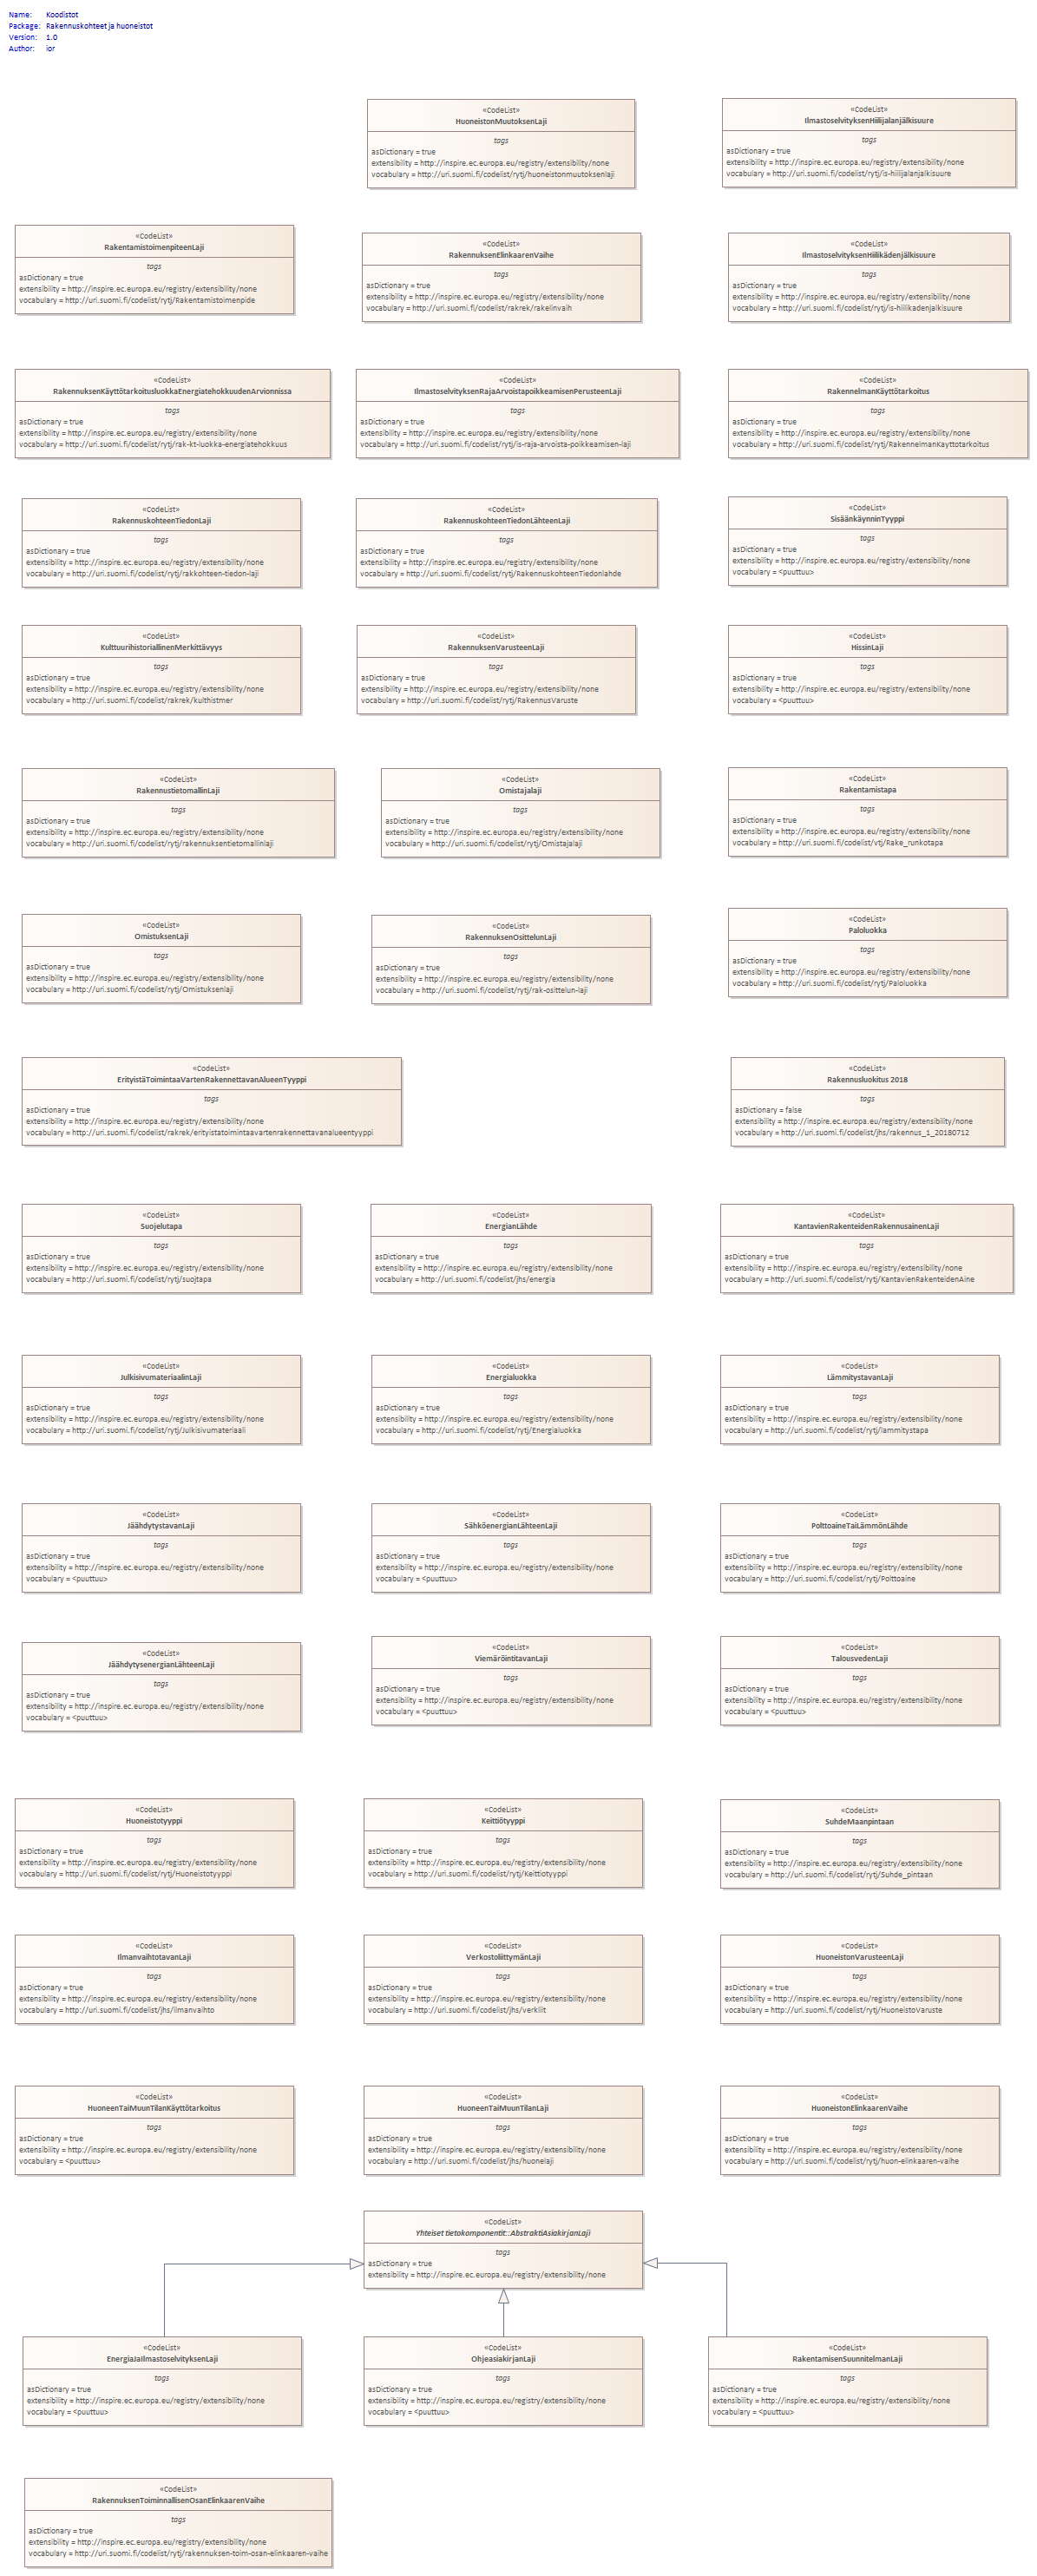 Name: Koodistot
Package: Rakennuskohteet ja huoneistot
Version: 1.0
Author: ior
«CodeList»
HuoneistonMuutoksenLaji
tags
asDictionary = true
extensibility = http://inspire.ec.europa.eu/registry/extensibility/none
vocabulary = http://uri.suomi.fi/codelist/rytj/huoneistonmuutoksenlaji
«CodeList»
IlmastoselvityksenHiilijalanjälkisuure
tags
asDictionary = true
extensibility = http://inspire.ec.europa.eu/registry/extensibility/none
vocabulary = http://uri.suomi.fi/codelist/rytj/is-hiilijalanjalkisuure
«CodeList»
RakentamistoimenpiteenLaji
tags
asDictionary = true
extensibility = http://inspire.ec.europa.eu/registry/extensibility/none
vocabulary = http://uri.suomi.fi/codelist/rytj/Rakentamistoimenpide
«CodeList»
RakennuksenElinkaarenVaihe
tags
asDictionary = true
extensibility = http://inspire.ec.europa.eu/registry/extensibility/none
vocabulary = http://uri.suomi.fi/codelist/rakrek/rakelinvaih
«CodeList»
IlmastoselvityksenHiilikädenjälkisuure
tags
asDictionary = true
extensibility = http://inspire.ec.europa.eu/registry/extensibility/none
vocabulary = http://uri.suomi.fi/codelist/rytj/is-hiilikadenjalkisuure
«CodeList»
RakennuksenKäyttötarkoitusluokkaEnergiatehokkuudenArvionnissa
tags
asDictionary = true
extensibility = http://inspire.ec.europa.eu/registry/extensibility/none
vocabulary = http://uri.suomi.fi/codelist/rytj/rak-kt-luokka-energiatehokkuus
«CodeList»
IlmastoselvityksenRajaArvoistapoikkeamisenPerusteenLaji
tags
asDictionary = true
extensibility = http://inspire.ec.europa.eu/registry/extensibility/none
vocabulary = http://uri.suomi.fi/codelist/rytj/is-raja-arvoista-poikkeamisen-laji
«CodeList»
RakennelmanKäyttötarkoitus
tags
asDictionary = true
extensibility = http://inspire.ec.europa.eu/registry/extensibility/none
vocabulary = http://uri.suomi.fi/codelist/rytj/RakennelmanKayttotarkoitus
«CodeList»
RakennuskohteenTiedonLaji
tags
asDictionary = true
extensibility = http://inspire.ec.europa.eu/registry/extensibility/none
vocabulary = http://uri.suomi.fi/codelist/rytj/rakkohteen-tiedon-laji
«CodeList»
RakennuskohteenTiedonLähteenLaji
tags
asDictionary = true
extensibility = http://inspire.ec.europa.eu/registry/extensibility/none
vocabulary = http://uri.suomi.fi/codelist/rytj/RakennuskohteenTiedonlahde
«CodeList»
SisäänkäynninTyyppi
tags
asDictionary = true
extensibility = http://inspire.ec.europa.eu/registry/extensibility/none
vocabulary = <puuttuu>
«CodeList»
KulttuurihistoriallinenMerkittävyys
tags
asDictionary = true
extensibility = http://inspire.ec.europa.eu/registry/extensibility/none
vocabulary = http://uri.suomi.fi/codelist/rakrek/kulthistmer
«CodeList»
RakennuksenVarusteenLaji
tags
asDictionary = true
extensibility = http://inspire.ec.europa.eu/registry/extensibility/none
vocabulary = http://uri.suomi.fi/codelist/rytj/RakennusVaruste
«CodeList»
HissinLaji
tags
asDictionary = true
extensibility = http://inspire.ec.europa.eu/registry/extensibility/none
vocabulary = <puuttuu>
«CodeList»
RakennustietomallinLaji
tags
asDictionary = true
extensibility = http://inspire.ec.europa.eu/registry/extensibility/none
vocabulary = http://uri.suomi.fi/codelist/rytj/rakennuksentietomallinlaji
«CodeList»
Omistajalaji
tags
asDictionary = true
extensibility = http://inspire.ec.europa.eu/registry/extensibility/none
vocabulary = http://uri.suomi.fi/codelist/rytj/Omistajalaji
«CodeList»
Rakentamistapa
tags
asDictionary = true
extensibility = http://inspire.ec.europa.eu/registry/extensibility/none
vocabulary = http://uri.suomi.fi/codelist/vtj/Rake_runkotapa
«CodeList»
OmistuksenLaji
tags
asDictionary = true
extensibility = http://inspire.ec.europa.eu/registry/extensibility/none
vocabulary = http://uri.suomi.fi/codelist/rytj/Omistuksenlaji
«CodeList»
RakennuksenOsittelunLaji
tags
asDictionary = true
extensibility = http://inspire.ec.europa.eu/registry/extensibility/none
vocabulary = http://uri.suomi.fi/codelist/rytj/rak-osittelun-laji
«CodeList»
Paloluokka
tags
asDictionary = true
extensibility = http://inspire.ec.europa.eu/registry/extensibility/none
vocabulary = http://uri.suomi.fi/codelist/rytj/Paloluokka
«CodeList»
ErityistäToimintaaVartenRakennettavanAlueenTyyppi
tags
asDictionary = true
extensibility = http://inspire.ec.europa.eu/registry/extensibility/none
vocabulary = http://uri.suomi.fi/codelist/rakrek/erityistatoimintaavartenrakennettavanalueentyyppi
«CodeList»
Rakennusluokitus 2018
tags
asDictionary = false
extensibility = http://inspire.ec.europa.eu/registry/extensibility/none
vocabulary = http://uri.suomi.fi/codelist/jhs/rakennus_1_20180712
«CodeList»
Suojelutapa
tags
asDictionary = true
extensibility = http://inspire.ec.europa.eu/registry/extensibility/none
vocabulary = http://uri.suomi.fi/codelist/rytj/suojtapa
«CodeList»
EnergianLähde
tags
asDictionary = true
extensibility = http://inspire.ec.europa.eu/registry/extensibility/none
vocabulary = http://uri.suomi.fi/codelist/jhs/energia
«CodeList»
KantavienRakenteidenRakennusainenLaji
tags
asDictionary = true
extensibility = http://inspire.ec.europa.eu/registry/extensibility/none
vocabulary = http://uri.suomi.fi/codelist/rytj/KantavienRakenteidenAine
«CodeList»
JulkisivumateriaalinLaji
tags
asDictionary = true
extensibility = http://inspire.ec.europa.eu/registry/extensibility/none
vocabulary = http://uri.suomi.fi/codelist/rytj/Julkisivumateriaali
«CodeList»
Energialuokka
tags
asDictionary = true
extensibility = http://inspire.ec.europa.eu/registry/extensibility/none
vocabulary = http://uri.suomi.fi/codelist/rytj/Energialuokka
«CodeList»
LämmitystavanLaji
tags
asDictionary = true
extensibility = http://inspire.ec.europa.eu/registry/extensibility/none
vocabulary = http://uri.suomi.fi/codelist/rytj/lammitystapa
«CodeList»
JäähdytystavanLaji
tags
asDictionary = true
extensibility = http://inspire.ec.europa.eu/registry/extensibility/none
vocabulary = <puuttuu>
«CodeList»
SähköenergianLähteenLaji
tags
asDictionary = true
extensibility = http://inspire.ec.europa.eu/registry/extensibility/none
vocabulary = <puuttuu>
«CodeList»
PolttoaineTaiLämmönLähde
tags
asDictionary = true
extensibility = http://inspire.ec.europa.eu/registry/extensibility/none
vocabulary = http://uri.suomi.fi/codelist/rytj/Polttoaine
«CodeList»
JäähdytysenergianLähteenLaji
tags
asDictionary = true
extensibility = http://inspire.ec.europa.eu/registry/extensibility/none
vocabulary = <puuttuu>
«CodeList»
ViemäröintitavanLaji
tags
asDictionary = true
extensibility = http://inspire.ec.europa.eu/registry/extensibility/none
vocabulary = <puuttuu>
«CodeList»
TalousvedenLaji
tags
asDictionary = true
extensibility = http://inspire.ec.europa.eu/registry/extensibility/none
vocabulary = <puuttuu>
«CodeList»
Huoneistotyyppi
tags
asDictionary = true
extensibility = http://inspire.ec.europa.eu/registry/extensibility/none
vocabulary = http://uri.suomi.fi/codelist/rytj/Huoneistotyyppi
«CodeList»
Keittiötyyppi
tags
asDictionary = true
extensibility = http://inspire.ec.europa.eu/registry/extensibility/none
vocabulary = http://uri.suomi.fi/codelist/rytj/Keittiotyyppi
«CodeList»
SuhdeMaanpintaan
tags
asDictionary = true
extensibility = http://inspire.ec.europa.eu/registry/extensibility/none
vocabulary = http://uri.suomi.fi/codelist/rytj/Suhde_pintaan
«CodeList»
IlmanvaihtotavanLaji
tags
asDictionary = true
extensibility = http://inspire.ec.europa.eu/registry/extensibility/none
vocabulary = http://uri.suomi.fi/codelist/jhs/ilmanvaihto
«CodeList»
VerkostoliittymänLaji
tags
asDictionary = true
extensibility = http://inspire.ec.europa.eu/registry/extensibility/none
vocabulary = http://uri.suomi.fi/codelist/jhs/verkliit
«CodeList»
HuoneistonVarusteenLaji
tags
asDictionary = true
extensibility = http://inspire.ec.europa.eu/registry/extensibility/none
vocabulary = http://uri.suomi.fi/codelist/rytj/HuoneistoVaruste
«CodeList»
HuoneenTaiMuunTilanKäyttötarkoitus
tags
asDictionary = true
extensibility = http://inspire.ec.europa.eu/registry/extensibility/none
vocabulary = <puuttuu>
«CodeList»
HuoneenTaiMuunTilanLaji
tags
asDictionary = true
extensibility = http://inspire.ec.europa.eu/registry/extensibility/none
vocabulary = http://uri.suomi.fi/codelist/jhs/huonelaji
«CodeList»
HuoneistonElinkaarenVaihe
tags
asDictionary = true
extensibility = http://inspire.ec.europa.eu/registry/extensibility/none
vocabulary = http://uri.suomi.fi/codelist/rytj/huon-elinkaaren-vaihe
«CodeList»
Yhteiset tietokomponentit::AbstraktiAsiakirjanLaji
tags
asDictionary = true
extensibility = http://inspire.ec.europa.eu/registry/extensibility/none
«CodeList»
EnergiaJaIlmastoselvityksenLaji
tags
asDictionary = true
extensibility = http://inspire.ec.europa.eu/registry/extensibility/none
vocabulary = <puuttuu>
«CodeList»
OhjeasiakirjanLaji
tags
asDictionary = true
extensibility = http://inspire.ec.europa.eu/registry/extensibility/none
vocabulary = <puuttuu>
«CodeList»
RakentamisenSuunnitelmanLaji
tags
asDictionary = true
extensibility = http://inspire.ec.europa.eu/registry/extensibility/none
vocabulary = <puuttuu>
«CodeList»
RakennuksenToiminnallisenOsanElinkaarenVaihe
tags
asDictionary = true
extensibility = http://inspire.ec.europa.eu/registry/extensibility/none
vocabulary = http://uri.suomi.fi/codelist/rytj/rakennuksen-toim-osan-elinkaaren-vaihe